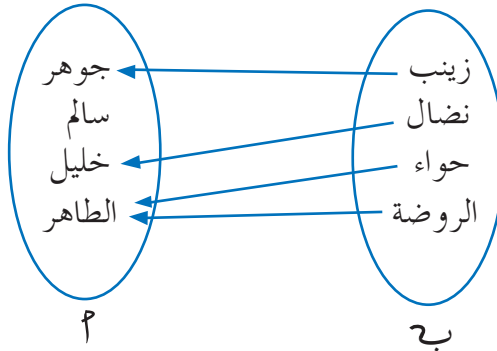 زينب جوهر
نضال سالم
حواء خليل
الروضة الطاهر
ب م